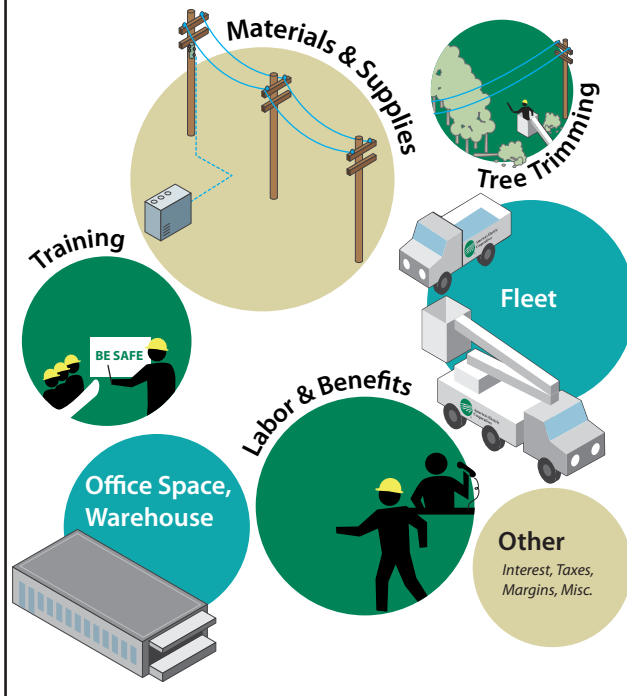 Materials & Supplies
Tree Trimming
Training
BE SAFE
Fleet
Labor & Benefits
Office Space,
Warehouse
Other
Interest, Taxes,
Margins, Misc.